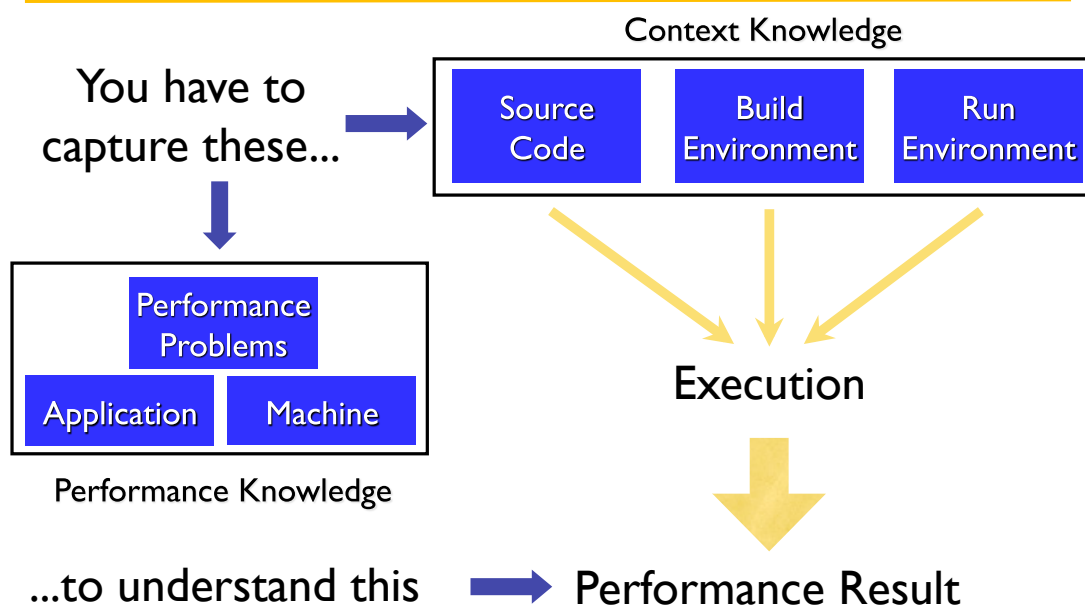 Context Knowledge
You have to
capture these...
Source
Code
Build
Environment
Run
Environment
Performance
Problems
Application
Machine
Performance Knowledge
Execution
...to understand this
Performance Result